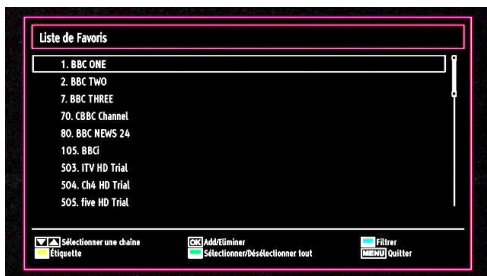 Liste de Favoris
1. BBC ONE
2. BBC TWO
7. BBC THREE
70. CBBC Channel
80. BBC NEWS 24
105. BBCi
503. ITV HD Trial
504. Ch4 HD Trial
505. five HD Trial
Sélectionner une chaîne OK Add/Eliminer Filtrer
Étiquette Sélectionner/Désélectionner tout MENU Quitter